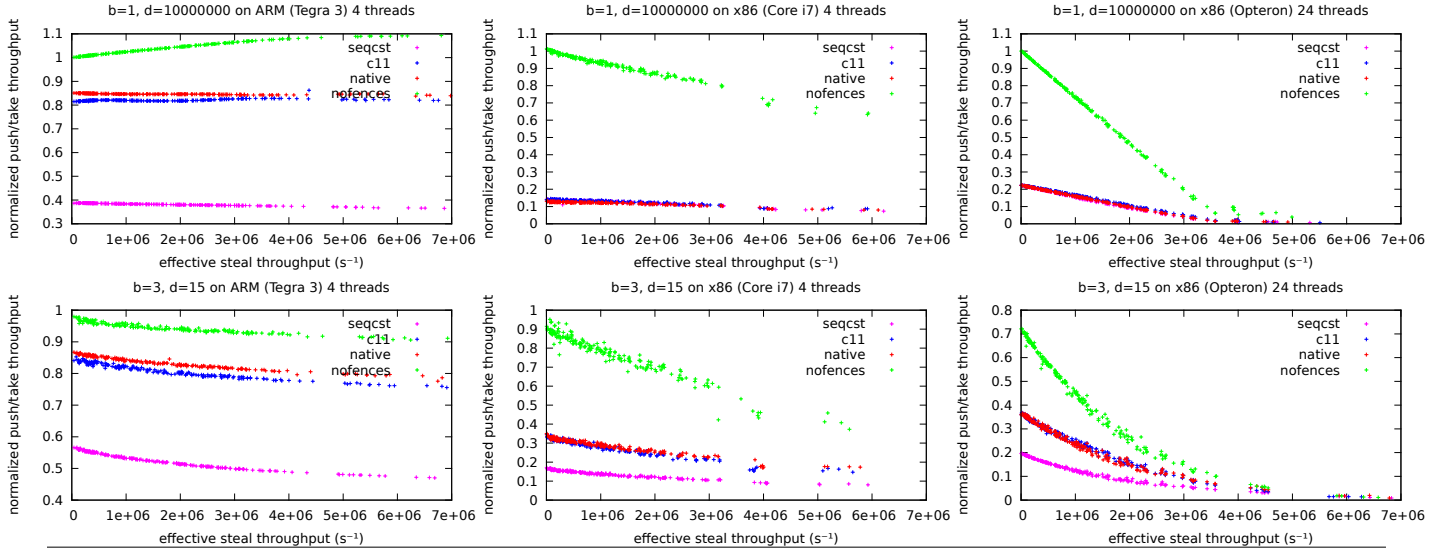 b=1, d=10000000 on ARM (Tegra 3) 4 threads
normalized push/take throughput
1.1
1
0.9
0.8
0.7
0.6
0.5
0.4
0.3
seqcst
c11
native
nofences
0 1e+06 2e+06 3e+06 4e+06 5e+06 6e+06 7e+06
effective steal throughput (s⁻¹)
b=1, d=10000000 on x86 (Core i7) 4 threads
normalized push/take throughput
1.1
1
0.9
0.8
0.7
0.6
0.5
0.4
0.3
0.2
0.1
0
seqcst
c11
native
nofences
0 1e+06 2e+06 3e+06 4e+06 5e+06 6e+06 7e+06
effective steal throughput (s⁻¹)
b=1, d=10000000 on x86 (Opteron) 24 threads
normalized push/take throughput
1.1
1
0.9
0.8
0.7
0.6
0.5
0.4
0.3
0.2
0.1
0
seqcst
c11
native
nofences
0 1e+06 2e+06 3e+06 4e+06 5e+06 6e+06 7e+06
effective steal throughput (s⁻¹)
b=3, d=15 on ARM (Tegra 3) 4 threads
normalized push/take throughput
1
0.9
0.8
0.7
0.6
0.5
0.4
seqcst
c11
native
nofences
0 1e+06 2e+06 3e+06 4e+06 5e+06 6e+06 7e+06
effective steal throughput (s⁻¹)
b=3, d=15 on x86 (Core i7) 4 threads
normalized push/take throughput
1
0.9
0.8
0.7
0.6
0.5
0.4
0.3
0.2
0.1
0
seqcst
c11
native
nofences
0 1e+06 2e+06 3e+06 4e+06 5e+06 6e+06 7e+06
effective steal throughput (s⁻¹)
b=3, d=15 on x86 (Opteron) 24 threads
normalized push/take throughput
0.8
0.7
0.6
0.5
0.4
0.3
0.2
0.1
0
seqcst
c11
native
nofences
0 1e+06 2e+06 3e+06 4e+06 5e+06 6e+06 7e+06
effective steal throughput (s⁻¹)